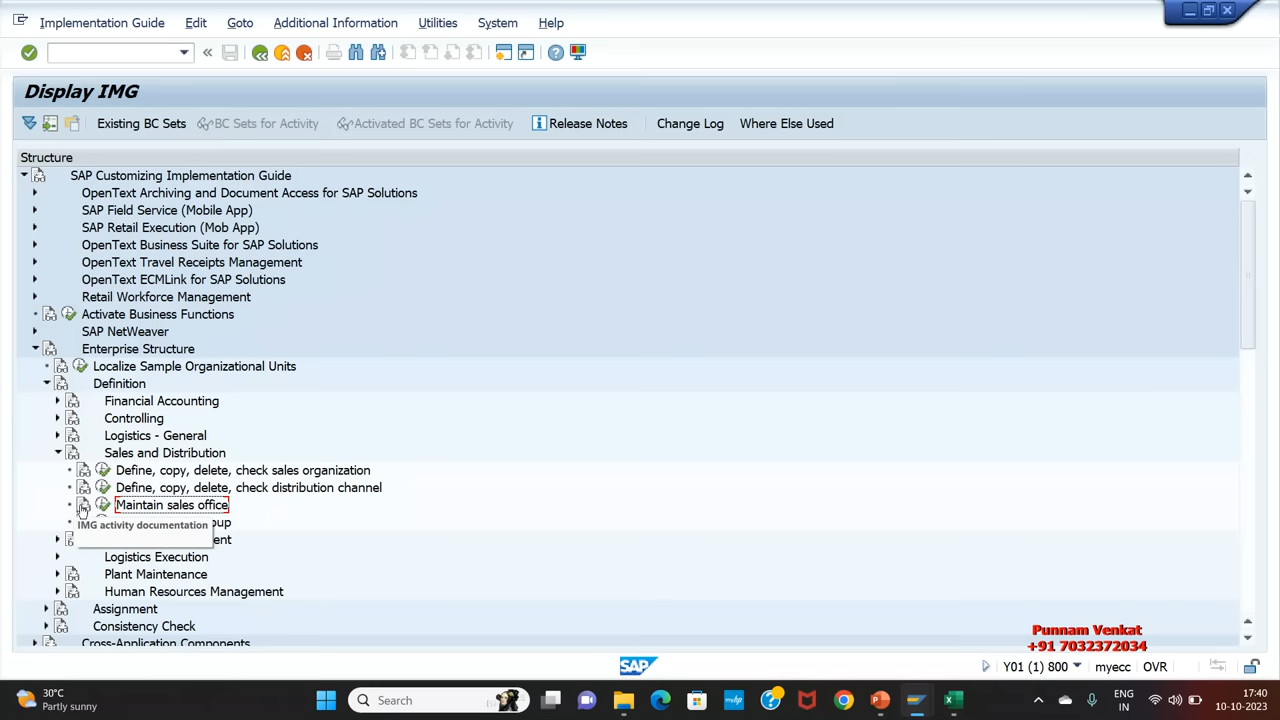 Implementation Guide Edit Goto Additional Information Utilities System Help
Display IMG
Existing BC Sets BC Sets for Activity Activated BC Sets for Activity Release Notes Change Log Where Else Used
Structure
SAP Customizing Implementation Guide
OpenText Archiving and Document Access for SAP Solutions
SAP Field Service (Mobile App)
SAP Retail Execution (Mob App)
OpenText Business Suite for SAP Solutions
OpenText Travel Receipts Management
OpenText ECMLink for SAP Solutions
Retail Workforce Management
Activate Business Functions
SAP NetWeaver
Enterprise Structure
Localize Sample Organizational Units
Definition
Financial Accounting
Controlling
Logistics - General
Sales and Distribution
Define, copy, delete, check sales organization
Define, copy, delete, check distribution channel
Maintain sales office
IMG activity documentation
Logistics Execution
Plant Maintenance
Human Resources Management
Assignment
Consistency Check
Cross-Application Components
Punnam Venkat
+91 7032372034
SAP Y01 (1) 800 myecc OVR
30°C
Partly sunny
Search
ENG
IN
17:40
10-10-2023